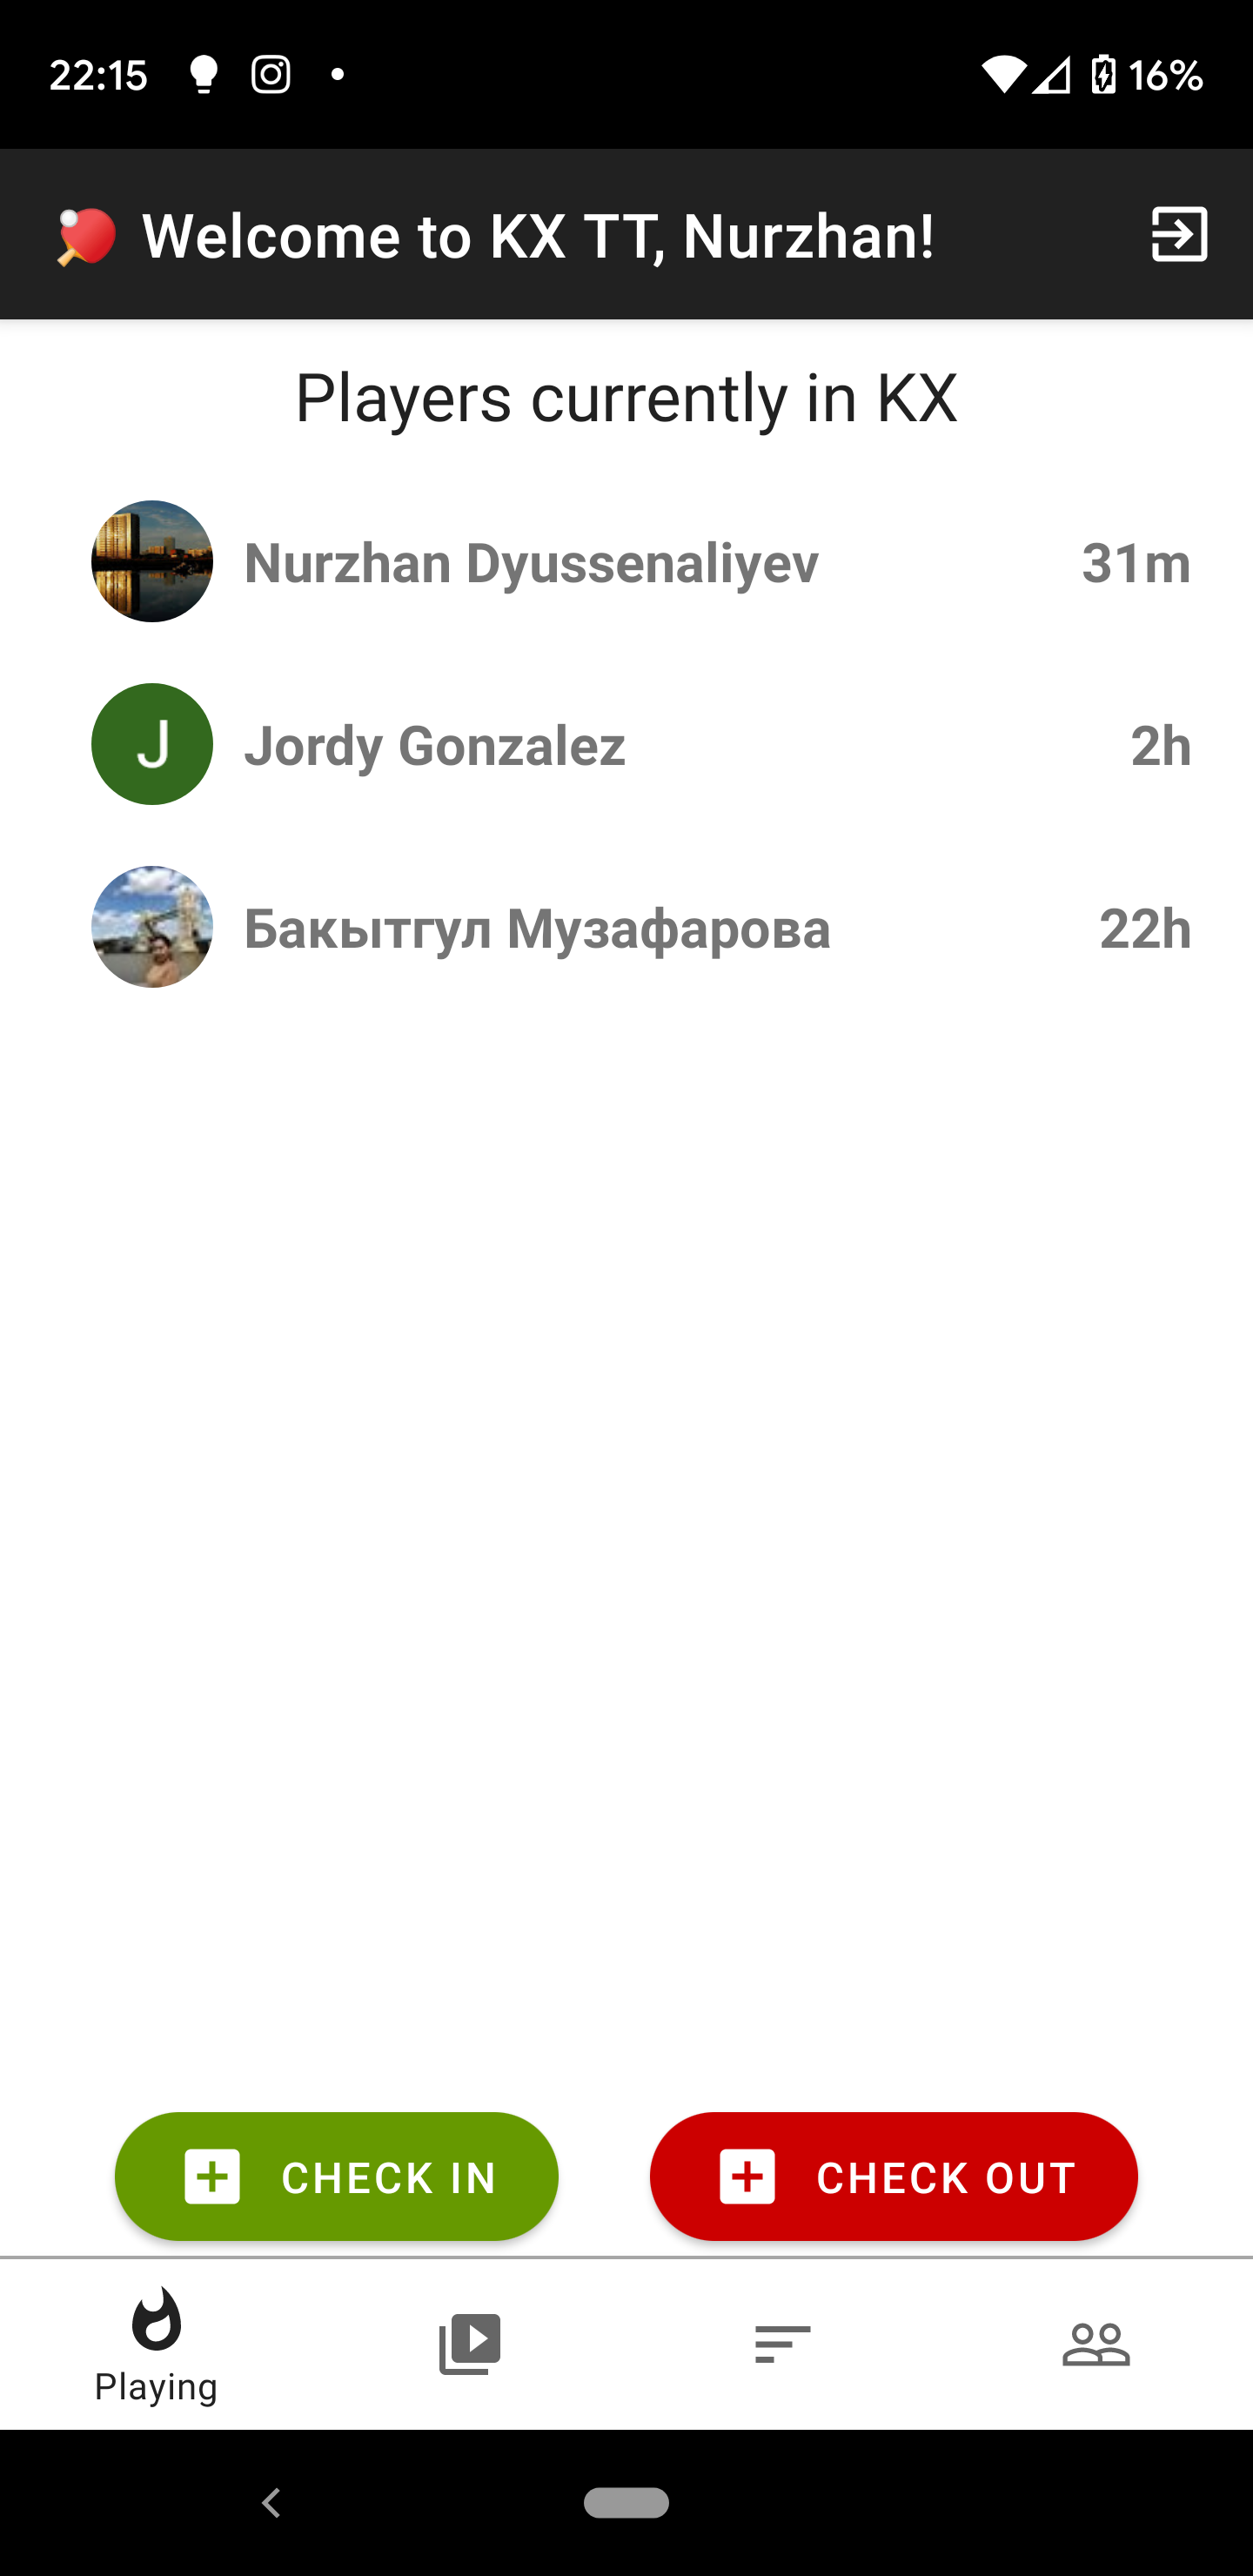 22:15 16%
Welcome to KX TT, Nurzhan!
Players currently in KX
Nurzhan Dyussenaliyev 31m
J Jordy Gonzalez 2h
Бакытгул Музафарова 22h
CHECK IN CHECK OUT
Playing